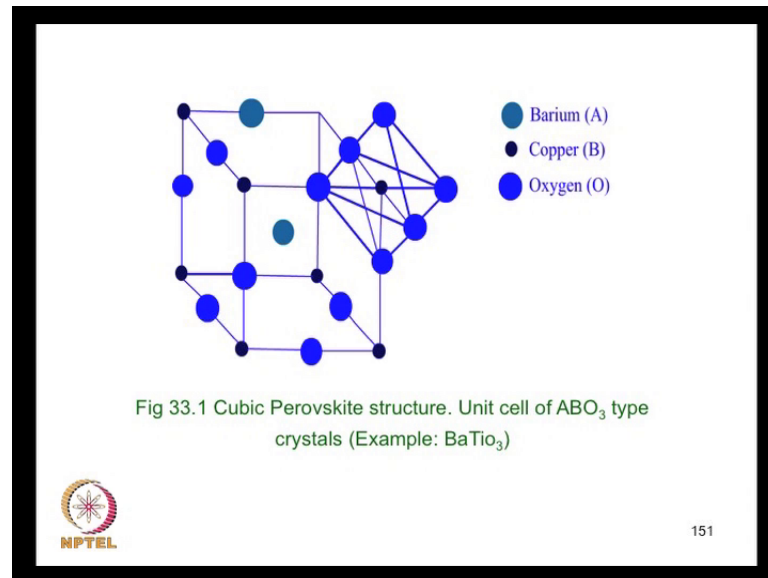 Barium (A)
Copper (B)
Oxygen (O)
Fig 33.1 Cubic Perovskite structure. Unit cell of ABO₃ type
crystals (Example: BaTio₃)
NPTEL
151